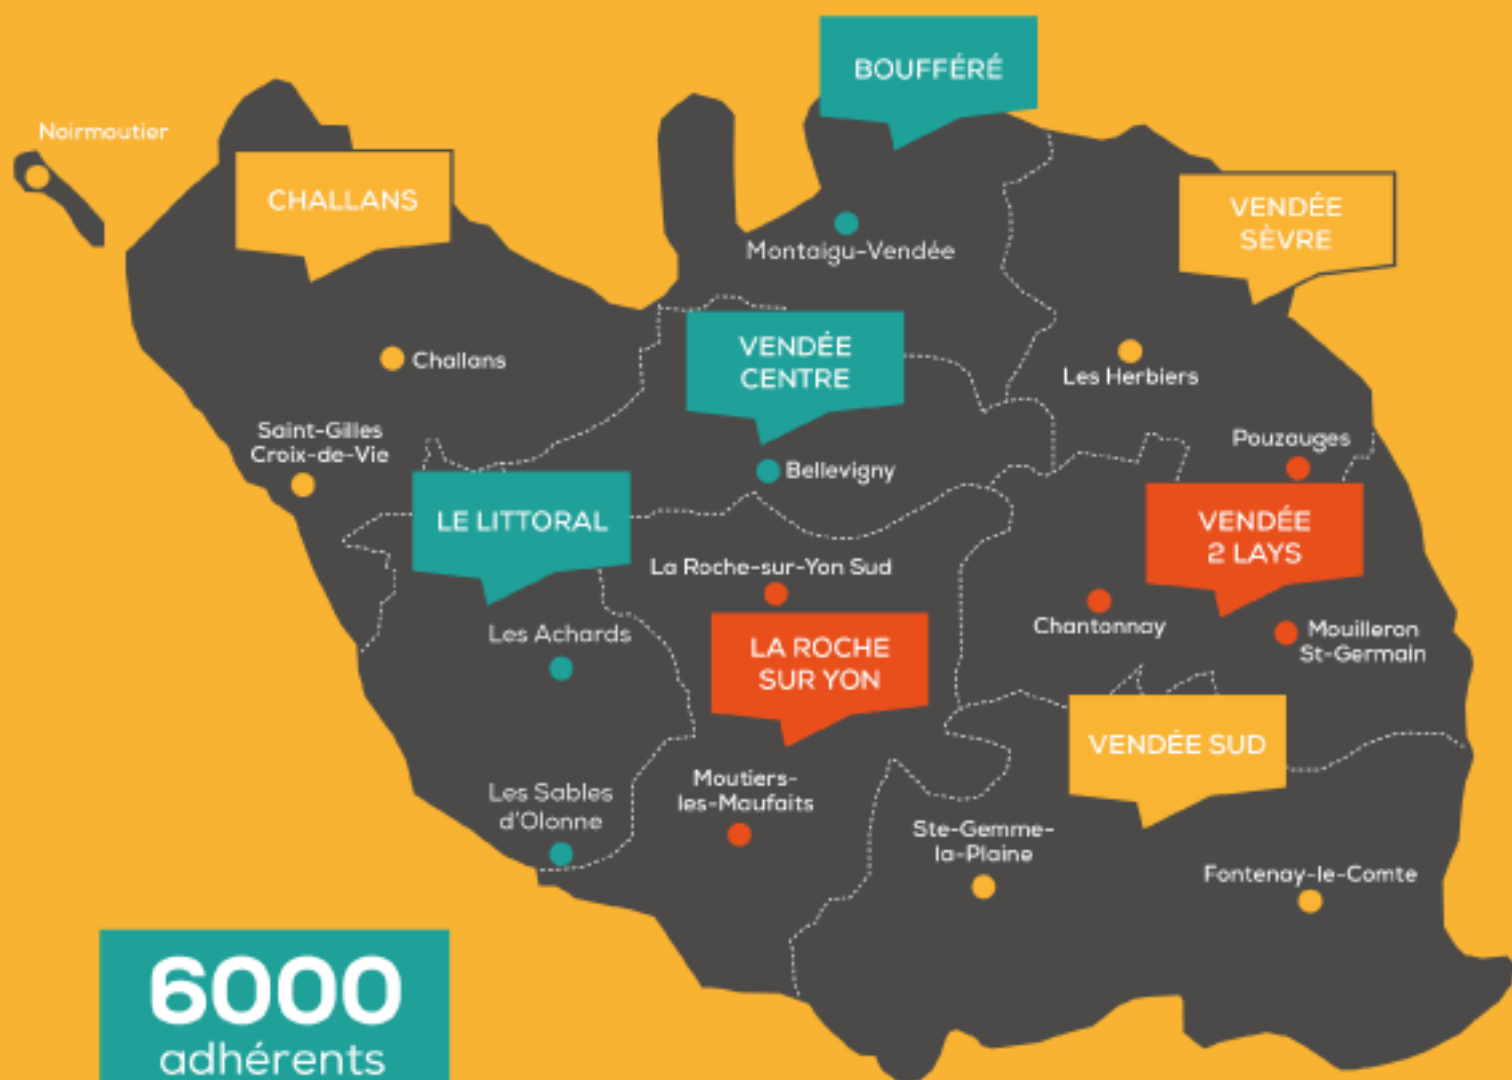 BOUFFÉRÉ
Noirmoutier
CHALLANS
VENDÉE
SÈVRE
Montaigu-Vendée
VENDÉE
CENTRE
Challans
Les Herbiers
Saint-Gilles
Croix-de-Vie
Pouzauges
Bellevigny
LE LITTORAL
VENDÉE
2 LAYS
La Roche-sur-Yon Sud
Les Achards
Chantonnay
Mouilleron
St-Germain
LA ROCHE
SUR YON
VENDÉE SUD
Les Sables
d'Olonne
Moutiers-
les-Maufaits
Ste-Gemme-
la-Plaine
Fontenay-le-Comte
6000
adhérents